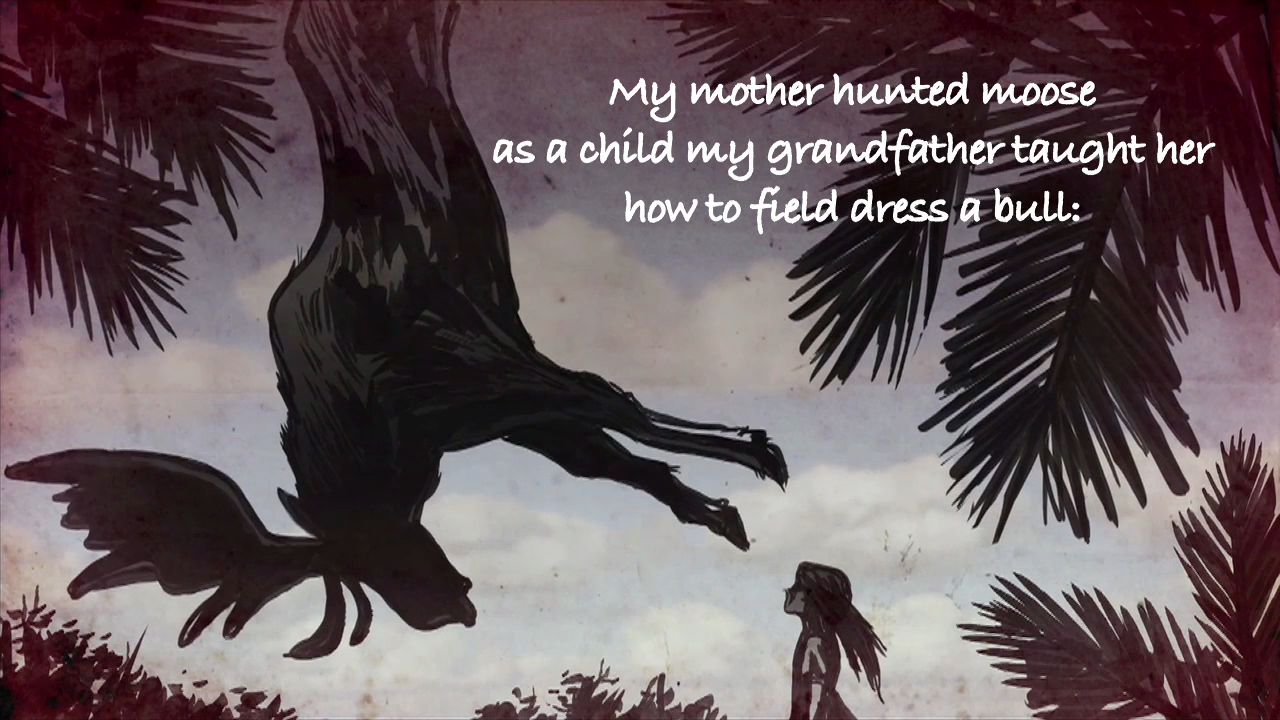 My mother hunted moose
as a child my grandfather taught her
how to field dress a bull: